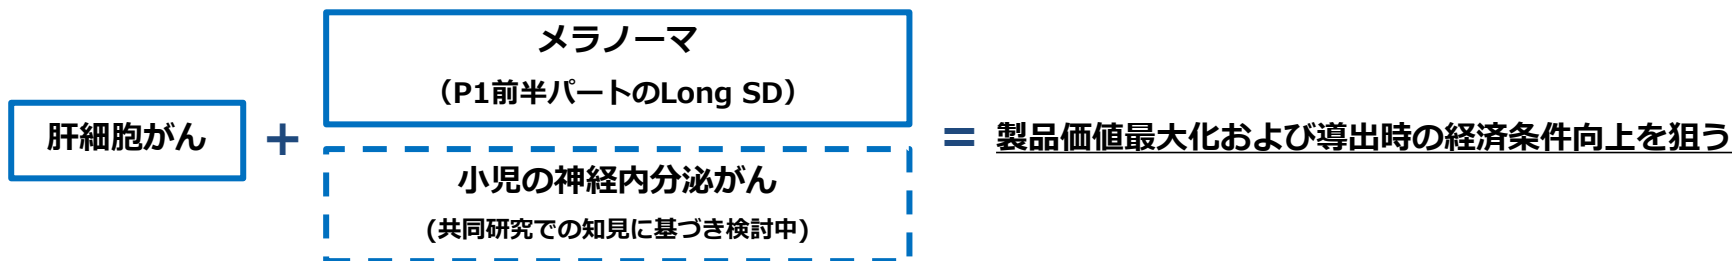 肝細胞がん
+
メラノーマ
（P1前半パートのLong SD）
小児の神経内分泌がん
(共同研究での知見に基づき検討中)
=
製品価値最大化および導出時の経済条件向上を狙う